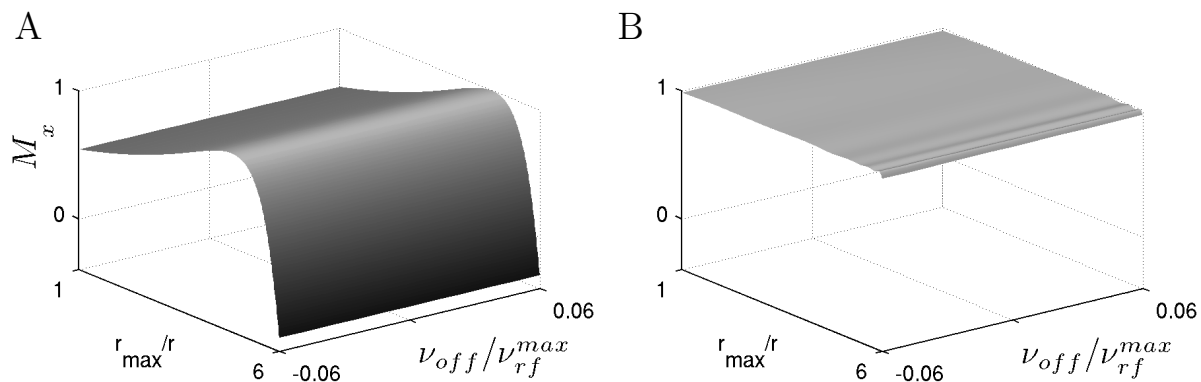 A
M_x
1
0
1
r_max/r
6
-0.06
ν_off/ν_rf^max
0.06
B
1
0
1
r_max/r
6
-0.06
ν_off/ν_rf^max
0.06